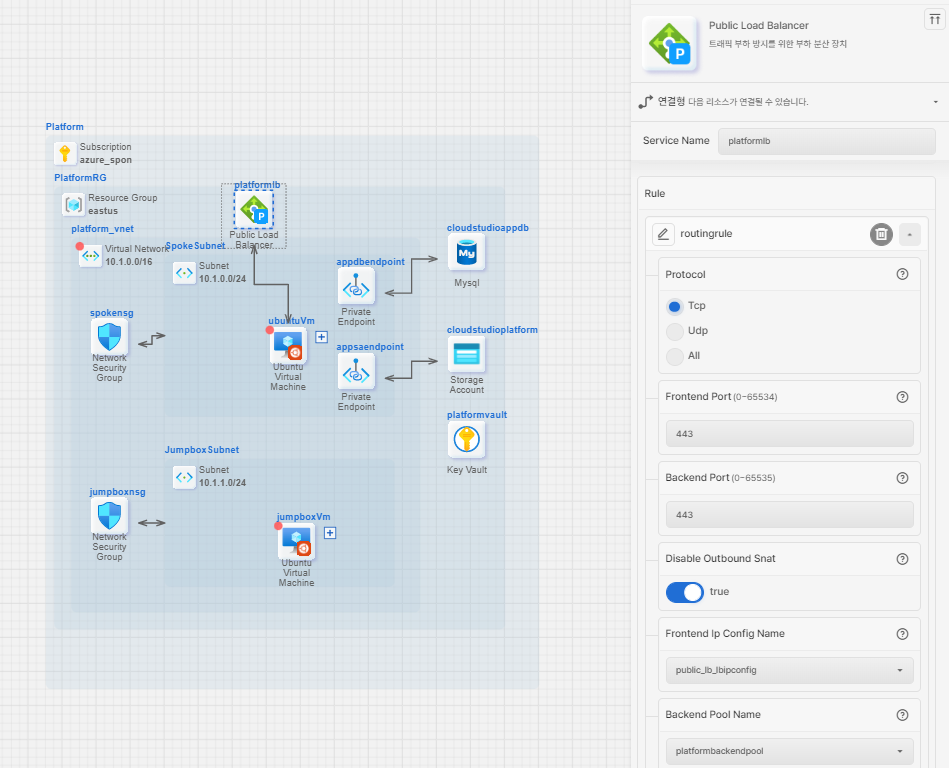 Platform
Subscription
azure_spon
PlatformRG
Resource Group
eastus
platformlb
Public Load
Balancer
platform_vnet
Virtual Network
10.1.0.0/16
SpokeSubnet
Subnet
10.1.0.0/24
appdbendpoint
Private
Endpoint
cloudstudioappdb
My
Mysql
spokensg
Network
Security
Group
ubuntuVm
Ubuntu
Virtual
Machine
appsaendpoint
Private
Endpoint
cloudstudioplatform
Storage
Account
platformvault
Key Vault
JumpboxSubnet
Subnet
10.1.1.0/24
jumpboxnsg
Network
Security
Group
jumpboxVm
Ubuntu
Virtual
Machine
P
Public Load Balancer
트래픽 부하 방시를 위한 부하 분산 장치
P
연결형 다음 리소스가 연결될 수 있습니다.
Service Name
platformlb
Rule
routingrule
Protocol
Tcp
Udp
All
Frontend Port (0~65534)
443
Backend Port (0~65535)
443
Disable Outbound Snat
true
Frontend Ip Config Name
public_lb_lbipconfig
Backend Pool Name
platformbackendpool